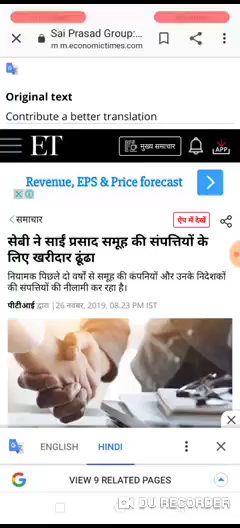 Sai Prasad Group:...
m m.economictimes.com
Original text
Contribute a better translation
ET
मुख्य समाचार
APP
Revenue, EPS & Price forecast
समाचार
ऐप में देखें
सेबी ने साईं प्रसाद समूह की संपत्तियों के
लिए खरीदार ढूंढा
नियामक पिछले दो वर्षों से समूह की कंपनियों और उनके निदेशकों
की संपत्तियों की नीलामी कर रहा है।
पीटीआई द्वारा |26 नवंबर, 2019, 08.23 PM IST
ENGLISH HINDI
VIEW 9 RELATED PAGES
DU RECORDER